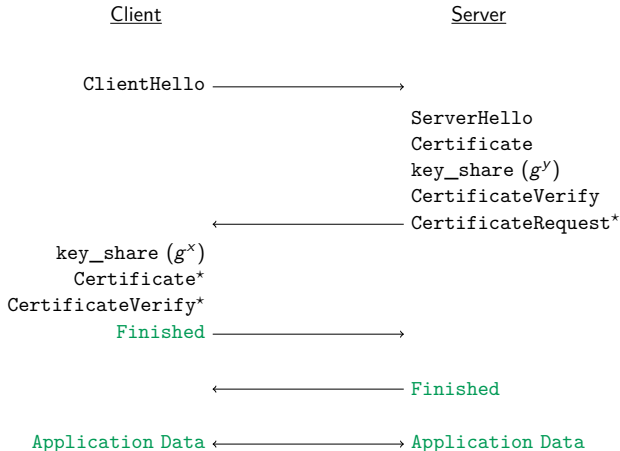 Client Server
ClientHello
ServerHello
Certificate
key_share (g^y)
CertificateVerify
CertificateRequest*
key_share (g^x)
Certificate*
CertificateVerify*
Finished
Finished
Application Data Application Data